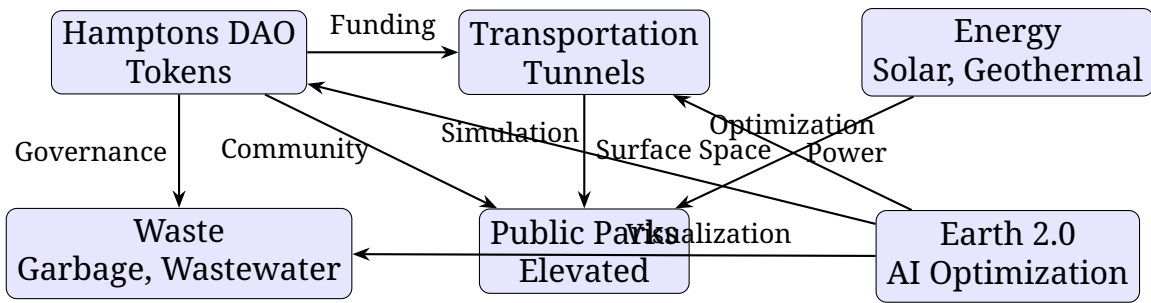 Hamptons DAO
Tokens
Funding
Transportation
Tunnels
Energy
Solar, Geothermal
Governance
Community
Simulation
Surface Space
Optimization
Power
Waste
Garbage, Wastewater
Public Parks
Elevated
Visualization
Earth 2.0
AI Optimization